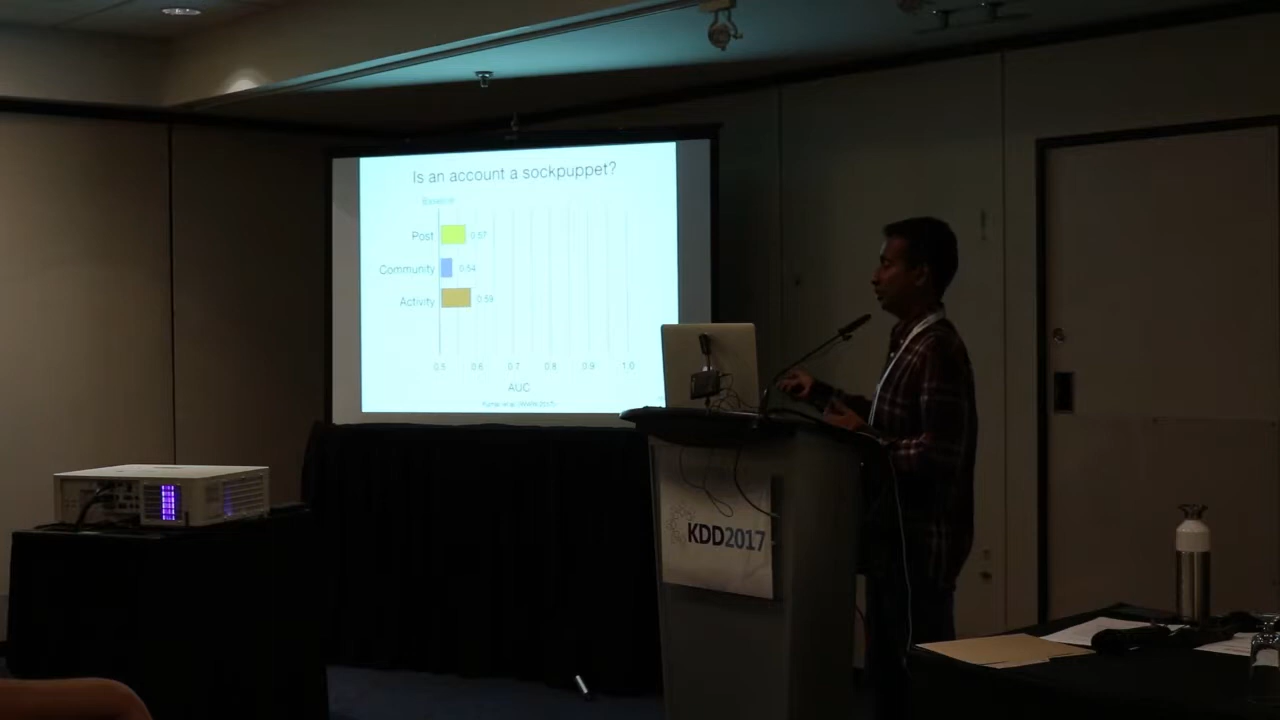 Is an account a sockpuppet?
Baseline
Post 0.57
Community 0.54
Activity 0.59
0.5 0.6 0.7 0.8 0.9 1.0
AUC
KDD2017